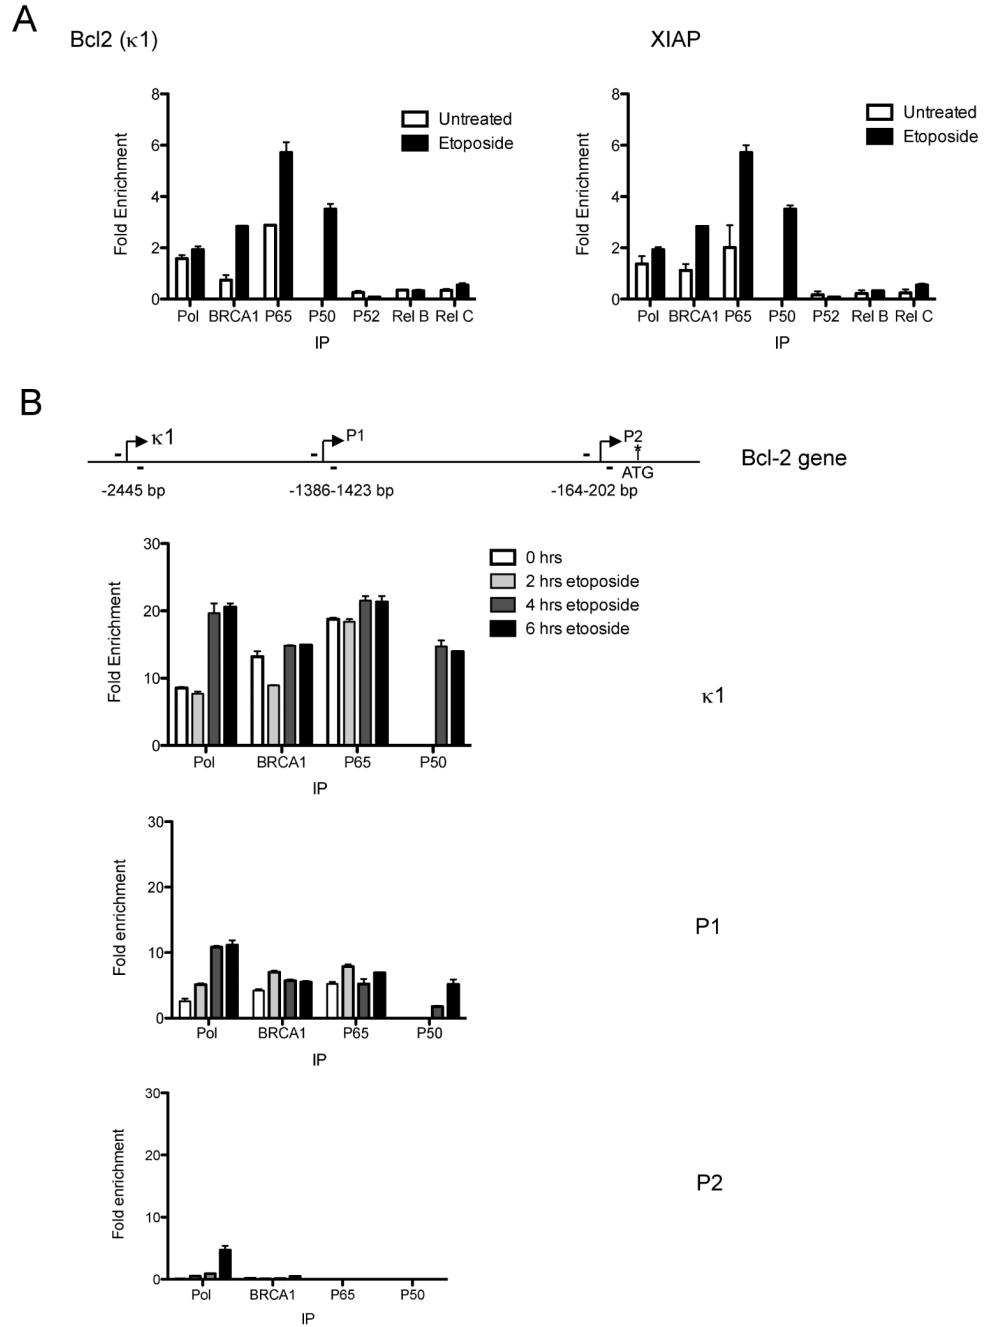 A
Bcl2 (κ1)
XIAP
8
6
4
2
0
Fold Enrichment
Untreated
Etoposide
Pol BRCA1 P65 P50 P52 Rel B Rel C
IP
8
6
4
2
0
Fold Enrichment
Untreated
Etoposide
Pol BRCA1 P65 P50 P52 Rel B Rel C
IP
B
κ1
P1
P2
*
ATG
Bcl-2 gene
-2445 bp
-1386-1423 bp
-164-202 bp
30
20
10
0
Fold Enrichment
0 hrs
2 hrs etoposide
4 hrs etoposide
6 hrs etooside
Pol BRCA1 P65 P50
IP
κ1
30
20
10
0
Fold enrichment
Pol BRCA1 P65 P50
IP
P1
30
20
10
0
Fold enrichment
Pol BRCA1 P65 P50
IP
P2